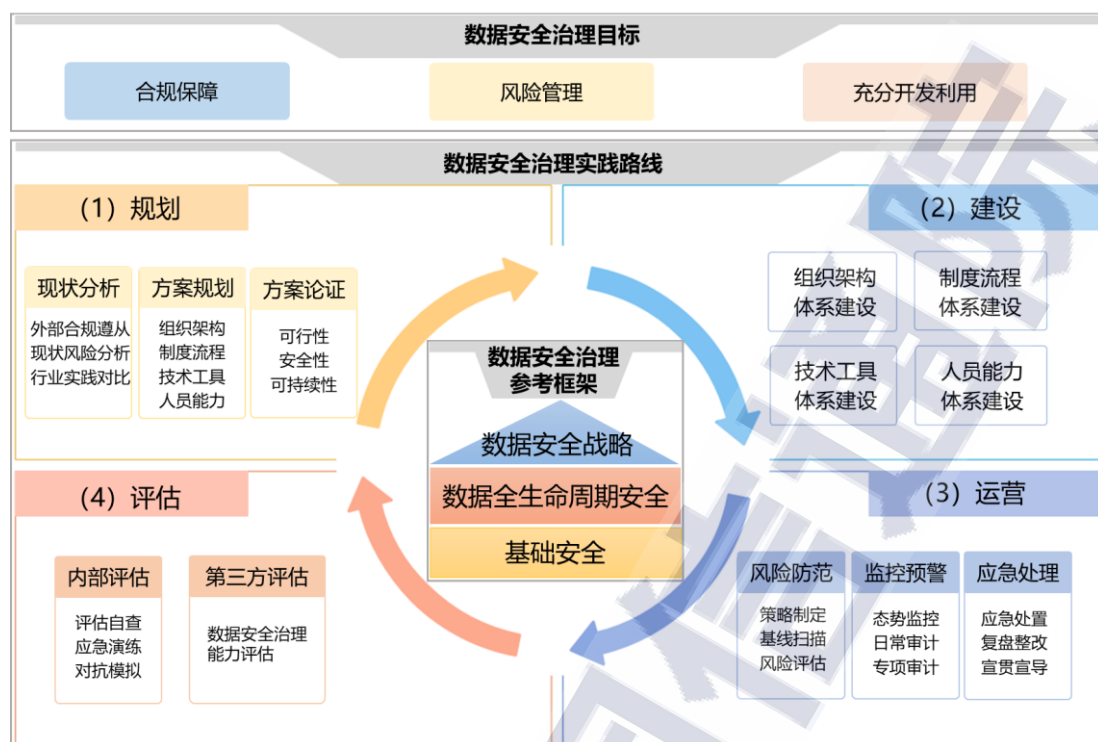 数据安全治理目标
合规保障
风险管理
充分开发利用
数据安全治理实践路线
（1）规划
现状分析
外部合规遵从
现状风险分析
行业实践对比
方案规划
组织架构
制度流程
技术工具
人员能力
方案论证
可行性
安全性
可持续性
（2）建设
组织架构
体系建设
制度流程
体系建设
技术工具
体系建设
人员能力
体系建设
数据安全治理
参考框架
数据安全战略
数据全生命周期安全
基础安全
（3）运营
风险防范
策略制定
基线扫描
风险评估
监控预警
态势监控
日常审计
专项审计
应急处理
应急处置
复盘整改
宣贯宣导
（4）评估
内部评估
评估自查
应急演练
对抗模拟
第三方评估
数据安全治理
能力评估